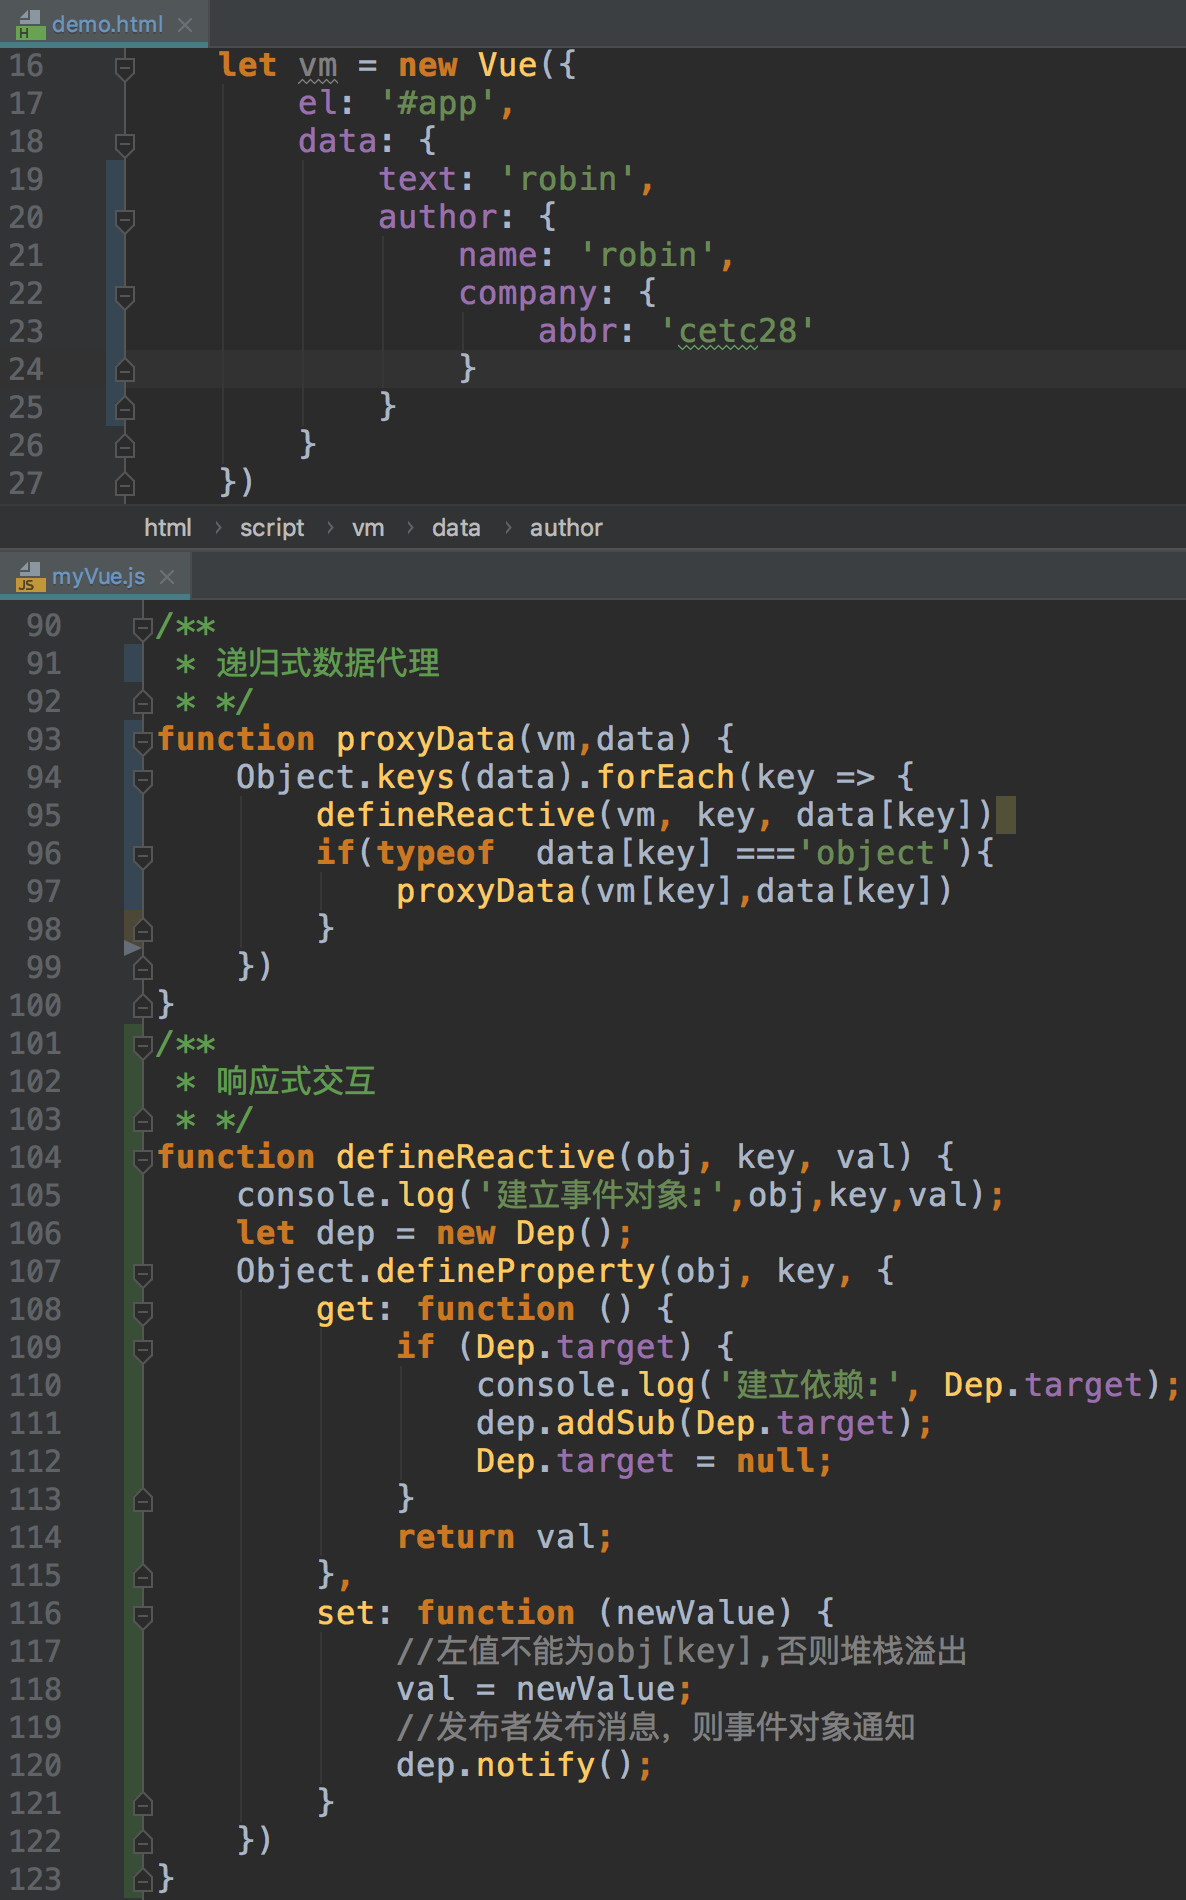 demo.html
16 let vm = new Vue({
17 el: '#app',
18 data: {
19 text: 'robin',
20 author: {
21 name: 'robin',
22 company: {
23 abbr: 'cetc28'
24 }
25 }
26 }
27 })
html › script › vm › data › author
JS myVue.js
90 /**
91 * 递归式数据代理
92 * */
93 function proxyData(vm,data) {
94 Object.keys(data).forEach(key => {
95 defineReactive(vm, key, data[key])
96 if(typeof  data[key] ==='object'){
97 proxyData(vm[key],data[key])
98 }
99 })
100 }
101 /**
102 * 响应式交互
103 * */
104 function defineReactive(obj, key, val) {
105 console.log('建立事件对象:',obj,key,val);
106 let dep = new Dep();
107 Object.defineProperty(obj, key, {
108 get: function () {
109 if (Dep.target) {
110 console.log('建立依赖:', Dep.target);
111 dep.addSub(Dep.target);
112 Dep.target = null;
113 }
114 return val;
115 },
116 set: function (newValue) {
117 //左值不能为obj[key],否则堆栈溢出
118 val = newValue;
119 //发布者发布消息，则事件对象通知
120 dep.notify();
121 }
122 })
123 }